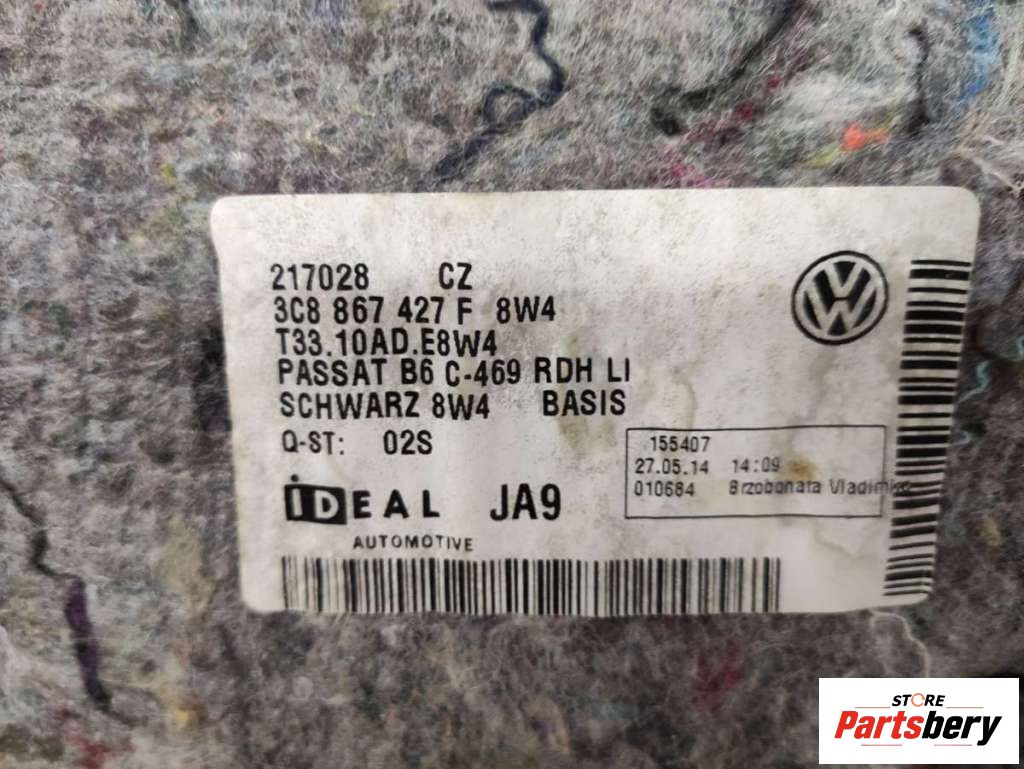 217028 CZ
3C8 867 427 F 8W4
T33.10AD.E8W4
PASSAT B6 C-469 RDH LI
SCHWARZ 8W4 BASIS
Q-ST: 02S
155407
27.05.14 14:09
010684 Brzobohata
iDEAL JA9
AUTOMOTIVE
STORE
Partsbery